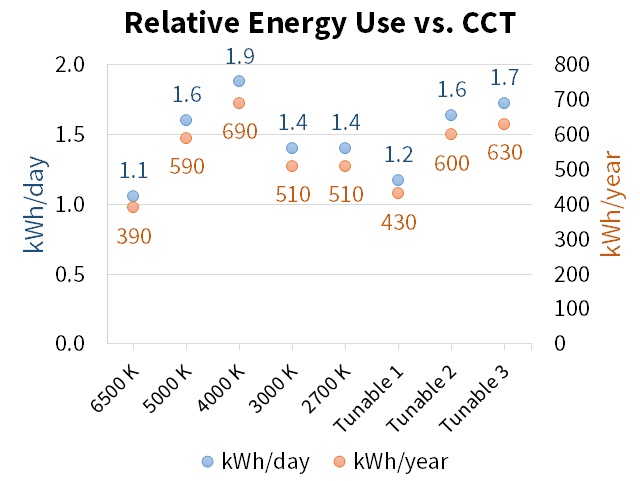 Relative Energy Use vs. CCT
2.0
1.5
1.0
0.5
0.0
kWh/day
800
700
600
500
400
300
200
100
0
kWh/year
1.1
1.6
1.9
1.4
1.4
1.2
1.6
1.7
390
590
690
510
510
430
600
630
6500 K
5000 K
4000 K
3000 K
2700 K
Tunable 1
Tunable 2
Tunable 3
kWh/day
kWh/year